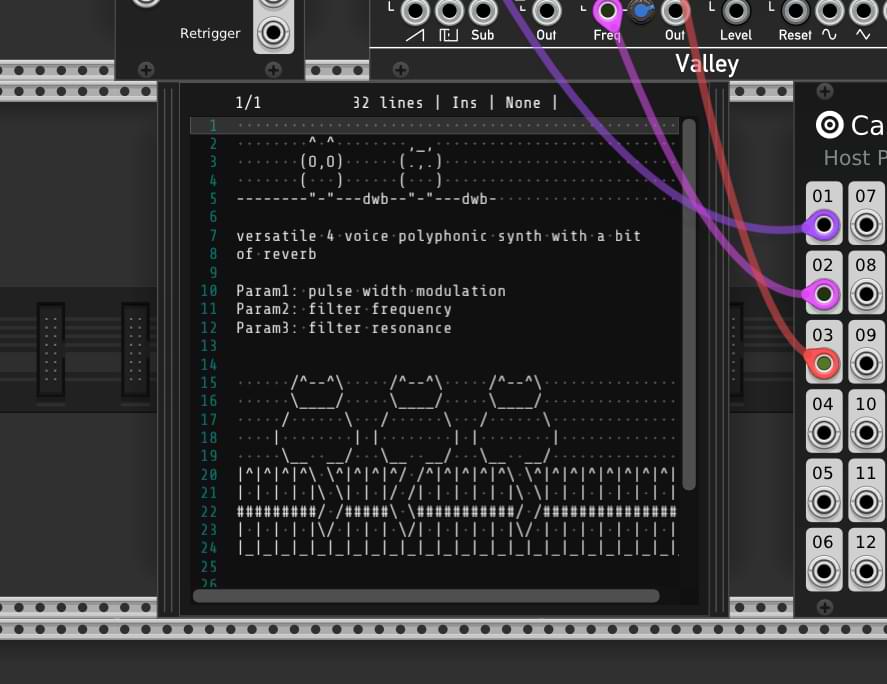 Retrigger
Sub
Out
Freq
Out
Level
Reset
Valley
1/1 32 lines | Ins | None |
1
2 ^ ^ ,_,
3 (O,O) (.,.)
4 (   ) (   )
5 --------"-"---dwb--"-"---dwb-
6
7 versatile 4 voice polyphonic synth with a bit
8 of reverb
9
10 Param1: pulse width modulation
11 Param2: filter frequency
12 Param3: filter resonance
13
14
15 /^--^\     /^--^\     /^--^\
16 \____/     \____/     \____/
17 /      \   /      \   /      \
18 |        | |        | |        |
19 \__  __/   \__  __/   \__  __/
20 |^|^|^|^\ \^|^|^|^/ /^|^|^|^|^\ \^|^|^|^|^|^|^|
21 | | | | |\ \| | |/ /| | | | | |\ \| | | | | | |
22 #########/ /#####\ \###########/ /###############
23 | | | | |\/| | | |\/| | | | | |\/| | | | | | | |
24 |_|_|_|_|_|_|_|_|_|_|_|_|_|_|_|_|_|_|_|_|_|_|_|_|
25
26
Host
01 07
02 08
03 09
04 10
05 11
06 12